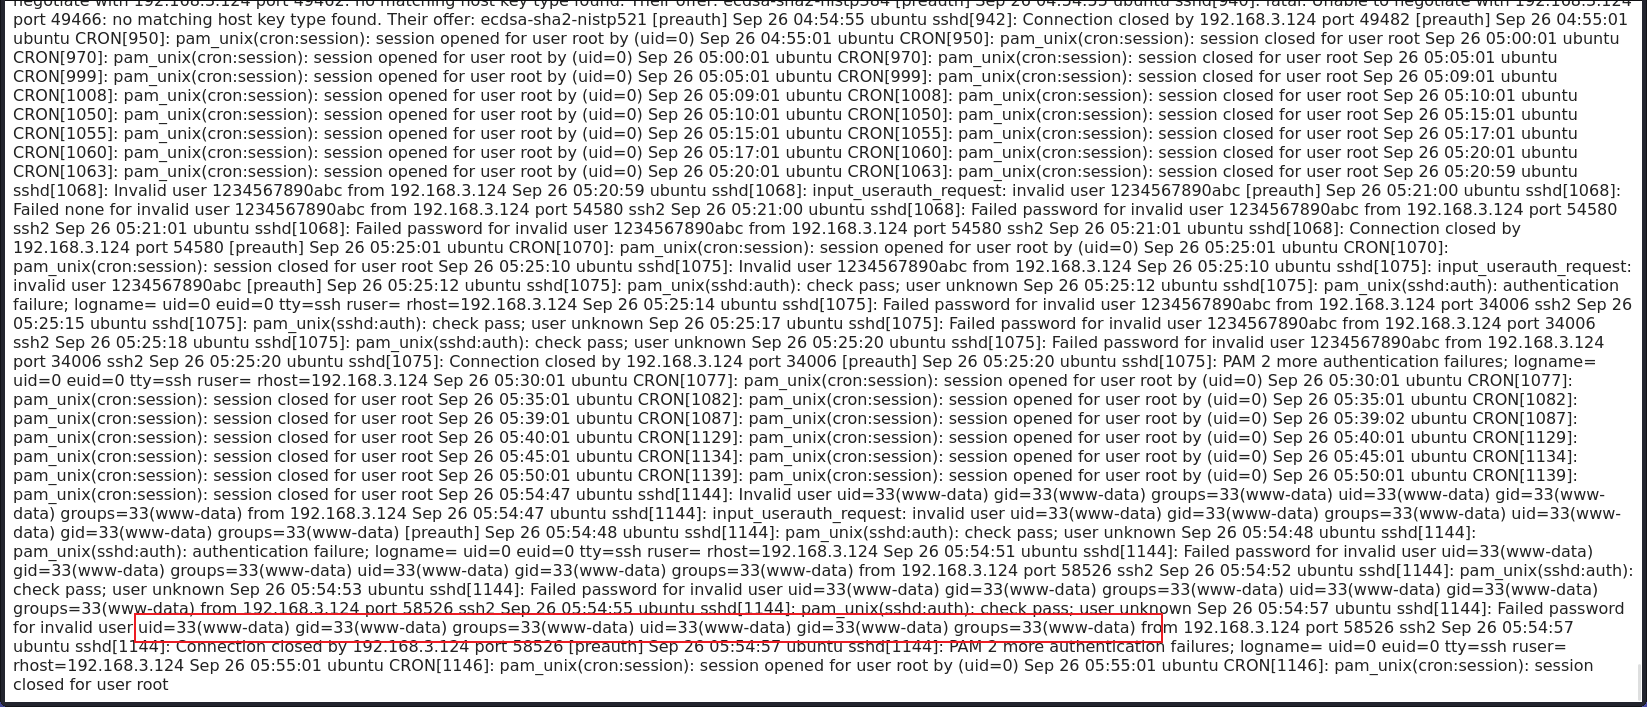 negotiate with 192.168.3.124 port 49462: no matching host key type found. Their offer: ecdsa-sha2-nistp384 [preauth] Sep 26 04:54:55 ubuntu sshd[940]: fatal: Unable to negotiate with 192.168.3.124
port 49466: no matching host key type found. Their offer: ecdsa-sha2-nistp521 [preauth] Sep 26 04:54:55 ubuntu sshd[942]: Connection closed by 192.168.3.124 port 49482 [preauth] Sep 26 04:55:01
ubuntu CRON[950]: pam_unix(cron:session): session opened for user root by (uid=0) Sep 26 04:55:01 ubuntu CRON[950]: pam_unix(cron:session): session closed for user root Sep 26 05:00:01 ubuntu
CRON[970]: pam_unix(cron:session): session opened for user root by (uid=0) Sep 26 05:00:01 ubuntu CRON[970]: pam_unix(cron:session): session closed for user root Sep 26 05:05:01 ubuntu
CRON[999]: pam_unix(cron:session): session opened for user root by (uid=0) Sep 26 05:05:01 ubuntu CRON[999]: pam_unix(cron:session): session closed for user root Sep 26 05:09:01 ubuntu
CRON[1008]: pam_unix(cron:session): session opened for user root by (uid=0) Sep 26 05:09:01 ubuntu CRON[1008]: pam_unix(cron:session): session closed for user root Sep 26 05:10:01 ubuntu
CRON[1050]: pam_unix(cron:session): session opened for user root by (uid=0) Sep 26 05:10:01 ubuntu CRON[1050]: pam_unix(cron:session): session closed for user root Sep 26 05:15:01 ubuntu
CRON[1055]: pam_unix(cron:session): session opened for user root by (uid=0) Sep 26 05:15:01 ubuntu CRON[1055]: pam_unix(cron:session): session closed for user root Sep 26 05:17:01 ubuntu
CRON[1060]: pam_unix(cron:session): session opened for user root by (uid=0) Sep 26 05:17:01 ubuntu CRON[1060]: pam_unix(cron:session): session closed for user root Sep 26 05:20:01 ubuntu
CRON[1063]: pam_unix(cron:session): session opened for user root by (uid=0) Sep 26 05:20:01 ubuntu CRON[1063]: pam_unix(cron:session): session closed for user root Sep 26 05:20:59 ubuntu
sshd[1068]: Invalid user 1234567890abc from 192.168.3.124 Sep 26 05:20:59 ubuntu sshd[1068]: input_userauth_request: invalid user 1234567890abc [preauth] Sep 26 05:21:00 ubuntu sshd[1068]:
Failed none for invalid user 1234567890abc from 192.168.3.124 port 54580 ssh2 Sep 26 05:21:00 ubuntu sshd[1068]: Failed password for invalid user 1234567890abc from 192.168.3.124 port 54580
ssh2 Sep 26 05:21:01 ubuntu sshd[1068]: Failed password for invalid user 1234567890abc from 192.168.3.124 port 54580 ssh2 Sep 26 05:21:01 ubuntu sshd[1068]: Connection closed by
192.168.3.124 port 54580 [preauth] Sep 26 05:25:01 ubuntu CRON[1070]: pam_unix(cron:session): session opened for user root by (uid=0) Sep 26 05:25:01 ubuntu CRON[1070]:
pam_unix(cron:session): session closed for user root Sep 26 05:25:10 ubuntu sshd[1075]: Invalid user 1234567890abc from 192.168.3.124 Sep 26 05:25:10 ubuntu sshd[1075]: input_userauth_request:
invalid user 1234567890abc [preauth] Sep 26 05:25:12 ubuntu sshd[1075]: pam_unix(sshd:auth): check pass; user unknown Sep 26 05:25:12 ubuntu sshd[1075]: pam_unix(sshd:auth): authentication
failure; logname= uid=0 euid=0 tty=ssh ruser= rhost=192.168.3.124 Sep 26 05:25:14 ubuntu sshd[1075]: Failed password for invalid user 1234567890abc from 192.168.3.124 port 34006 ssh2 Sep 26
05:25:15 ubuntu sshd[1075]: pam_unix(sshd:auth): check pass; user unknown Sep 26 05:25:17 ubuntu sshd[1075]: Failed password for invalid user 1234567890abc from 192.168.3.124 port 34006
ssh2 Sep 26 05:25:18 ubuntu sshd[1075]: pam_unix(sshd:auth): check pass; user unknown Sep 26 05:25:20 ubuntu sshd[1075]: Failed password for invalid user 1234567890abc from 192.168.3.124
port 34006 ssh2 Sep 26 05:25:20 ubuntu sshd[1075]: Connection closed by 192.168.3.124 port 34006 [preauth] Sep 26 05:25:20 ubuntu sshd[1075]: PAM 2 more authentication failures; logname=
uid=0 euid=0 tty=ssh ruser= rhost=192.168.3.124 Sep 26 05:30:01 ubuntu CRON[1077]: pam_unix(cron:session): session opened for user root by (uid=0) Sep 26 05:30:01 ubuntu CRON[1077]:
pam_unix(cron:session): session closed for user root Sep 26 05:35:01 ubuntu CRON[1082]: pam_unix(cron:session): session opened for user root by (uid=0) Sep 26 05:35:01 ubuntu CRON[1082]:
pam_unix(cron:session): session closed for user root Sep 26 05:39:01 ubuntu CRON[1087]: pam_unix(cron:session): session opened for user root by (uid=0) Sep 26 05:39:02 ubuntu CRON[1087]:
pam_unix(cron:session): session closed for user root Sep 26 05:40:01 ubuntu CRON[1129]: pam_unix(cron:session): session opened for user root by (uid=0) Sep 26 05:40:01 ubuntu CRON[1129]:
pam_unix(cron:session): session closed for user root Sep 26 05:45:01 ubuntu CRON[1134]: pam_unix(cron:session): session opened for user root by (uid=0) Sep 26 05:45:01 ubuntu CRON[1134]:
pam_unix(cron:session): session closed for user root Sep 26 05:50:01 ubuntu CRON[1139]: pam_unix(cron:session): session opened for user root by (uid=0) Sep 26 05:50:01 ubuntu CRON[1139]:
pam_unix(cron:session): session closed for user root Sep 26 05:54:47 ubuntu sshd[1144]: Invalid user uid=33(www-data) gid=33(www-data) groups=33(www-data) uid=33(www-data) gid=33(www-
data) groups=33(www-data) from 192.168.3.124 Sep 26 05:54:47 ubuntu sshd[1144]: input_userauth_request: invalid user uid=33(www-data) gid=33(www-data) groups=33(www-data) uid=33(www-
data) gid=33(www-data) groups=33(www-data) [preauth] Sep 26 05:54:48 ubuntu sshd[1144]: pam_unix(sshd:auth): check pass; user unknown Sep 26 05:54:48 ubuntu sshd[1144]:
pam_unix(sshd:auth): authentication failure; logname= uid=0 euid=0 tty=ssh ruser= rhost=192.168.3.124 Sep 26 05:54:51 ubuntu sshd[1144]: Failed password for invalid user uid=33(www-data)
gid=33(www-data) groups=33(www-data) uid=33(www-data) gid=33(www-data) groups=33(www-data) from 192.168.3.124 port 58526 ssh2 Sep 26 05:54:52 ubuntu sshd[1144]: pam_unix(sshd:auth):
check pass; user unknown Sep 26 05:54:53 ubuntu sshd[1144]: Failed password for invalid user uid=33(www-data) gid=33(www-data) groups=33(www-data) uid=33(www-data) gid=33(www-data)
groups=33(www-data) from 192.168.3.124 port 58526 ssh2 Sep 26 05:54:55 ubuntu sshd[1144]: pam_unix(sshd:auth): check pass; user unknown Sep 26 05:54:57 ubuntu sshd[1144]: Failed password
for invalid user uid=33(www-data) gid=33(www-data) groups=33(www-data) uid=33(www-data) gid=33(www-data) groups=33(www-data) from 192.168.3.124 port 58526 ssh2 Sep 26 05:54:57
ubuntu sshd[1144]: Connection closed by 192.168.3.124 port 58526 [preauth] Sep 26 05:54:57 ubuntu sshd[1144]: PAM 2 more authentication failures; logname= uid=0 euid=0 tty=ssh ruser=
rhost=192.168.3.124 Sep 26 05:55:01 ubuntu CRON[1146]: pam_unix(cron:session): session opened for user root by (uid=0) Sep 26 05:55:01 ubuntu CRON[1146]: pam_unix(cron:session): session
closed for user root